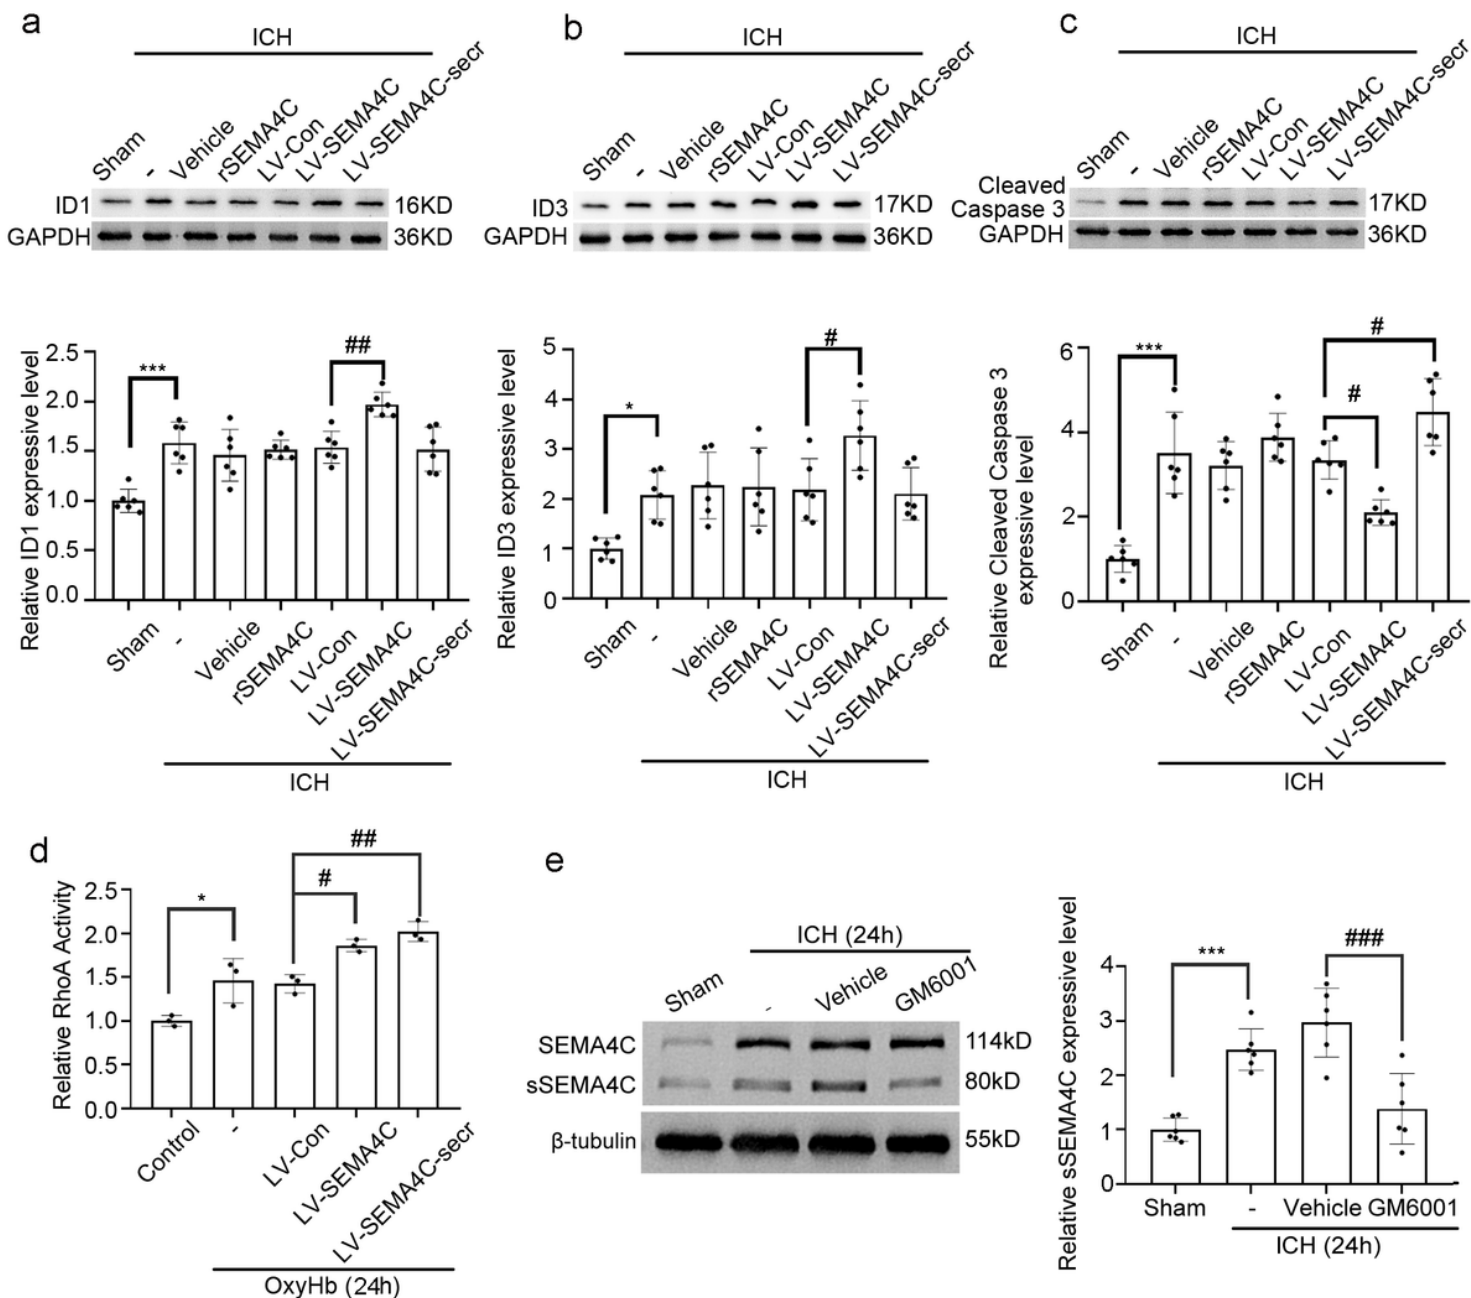 a
ICH
Sham
-
Vehicle
rSEMA4C
LV-Con
LV-SEMA4C
LV-SEMA4C-secr
ID1
16KD
GAPDH
36KD
Relative ID1 expressive level
2.5
2.0
1.5
1.0
0.5
0.0
***
##
Sham
-
Vehicle
rSEMA4C
LV-Con
LV-SEMA4C
LV-SEMA4C-secr
ICH
b
ICH
Sham
-
Vehicle
rSEMA4C
LV-Con
LV-SEMA4C
LV-SEMA4C-secr
ID3
17KD
GAPDH
36KD
Relative ID3 expressive level
5
4
3
2
1
0
*
#
Sham
-
Vehicle
rSEMA4C
LV-Con
LV-SEMA4C
LV-SEMA4C-secr
ICH
c
ICH
Sham
-
Vehicle
rSEMA4C
LV-Con
LV-SEMA4C
LV-SEMA4C-secr
Cleaved
Caspase 3
17KD
GAPDH
36KD
Relative Cleaved Caspase 3
expressive level
6
4
2
0
***
#
#
Sham
-
Vehicle
rSEMA4C
LV-Con
LV-SEMA4C
LV-SEMA4C-secr
ICH
d
Relative RhoA Activity
2.5
2.0
1.5
1.0
0.5
0.0
*
#
##
Control
-
LV-Con
LV-SEMA4C
LV-SEMA4C-secr
OxyHb (24h)
e
ICH (24h)
Sham
-
Vehicle
GM6001
SEMA4C
114kD
sSEMA4C
80kD
β-tubulin
55kD
Relative sSEMA4C expressive level
4
3
2
1
0
***
###
Sham
-
Vehicle
GM6001
ICH (24h)